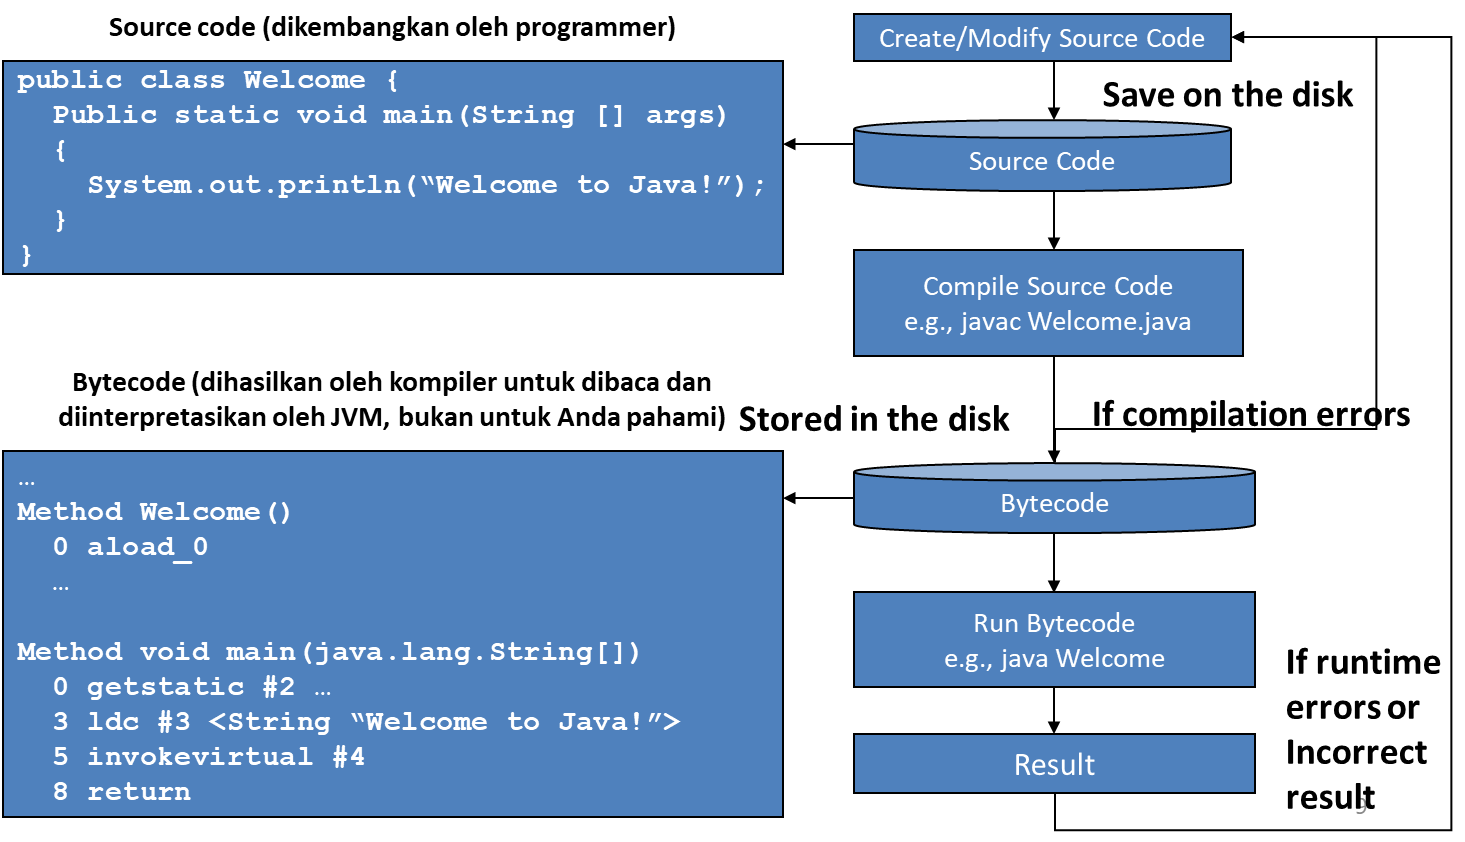 Source code (dikembangkan oleh programmer)
public class Welcome {
Public static void main(String [] args)
{
System.out.println(“Welcome to Java!”);
}
}
Bytecode (dihasilkan oleh kompiler untuk dibaca dan
diinterpretasikan oleh JVM, bukan untuk Anda pahami)
…
Method Welcome()
0 aload_0
…
Method void main(java.lang.String[])
0 getstatic #2 …
3 ldc #3 <String “Welcome to Java!”>
5 invokevirtual #4
8 return
Create/Modify Source Code
Save on the disk
Source Code
Compile Source Code
e.g., javac Welcome.java
If compilation errors
Stored in the disk
Bytecode
Run Bytecode
e.g., java Welcome
Result
If runtime
errors or
Incorrect
result
9